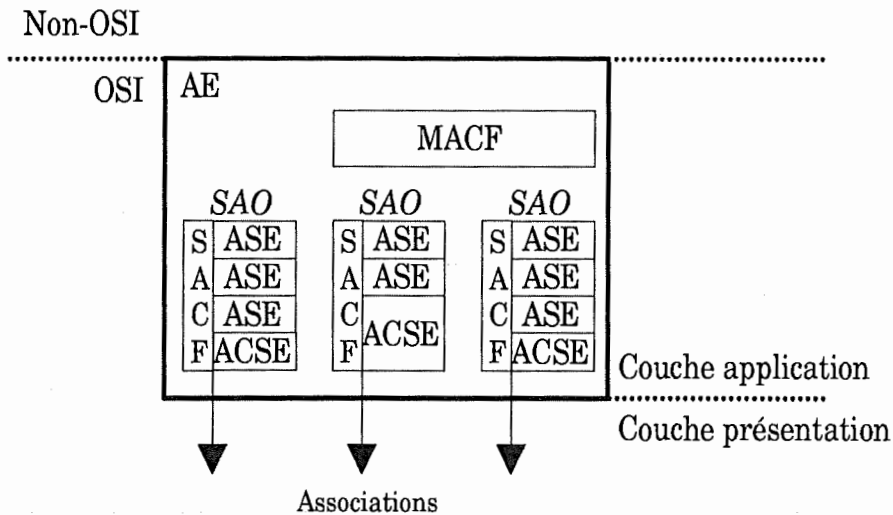 Non-OSI
OSI
AE
MACF
SAO
SAO
SAO
S ASE
A ASE
C ASE
F ACSE
S ASE
A ASE
C ACSE
F
S ASE
A ASE
C ASE
F ACSE
Couche application
Couche présentation
Associations